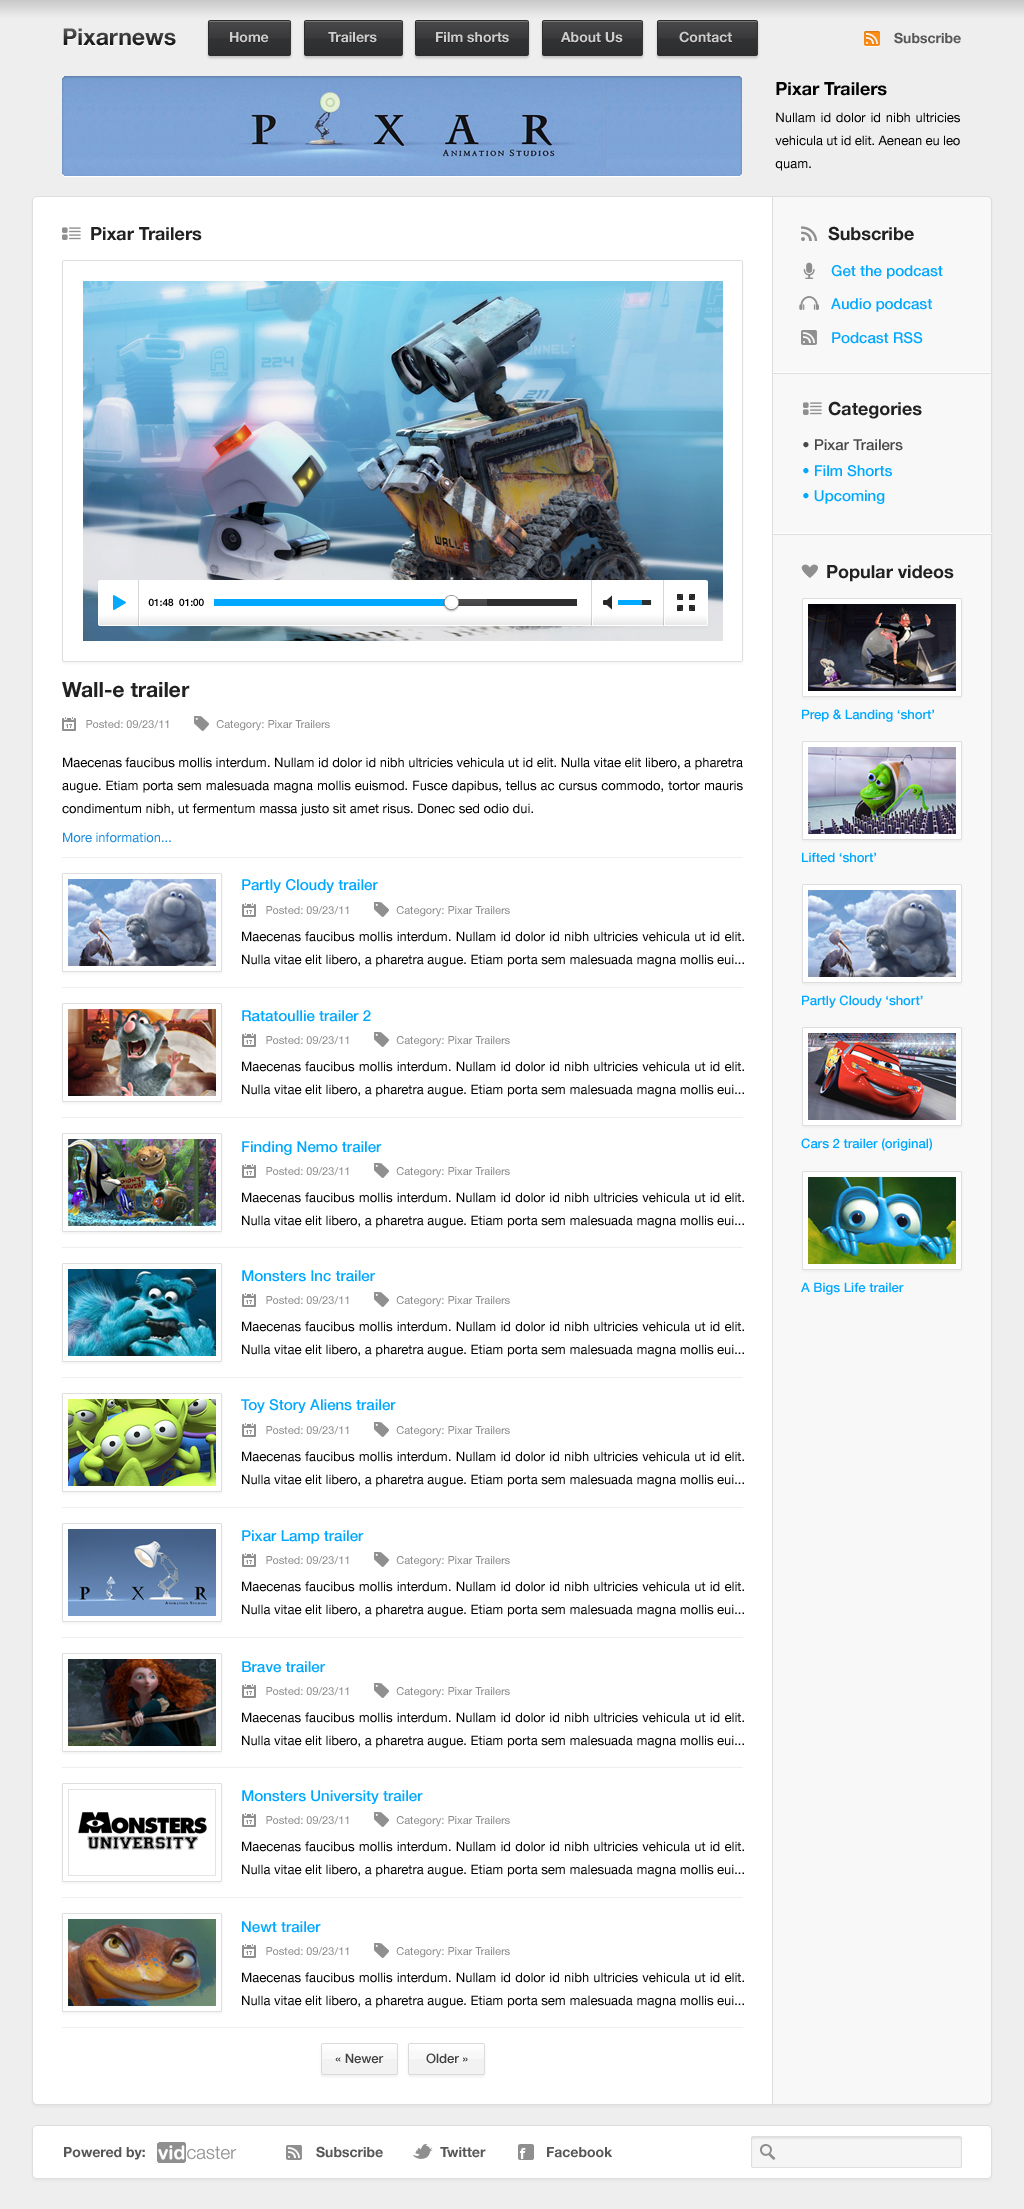 Pixarnews
Home
Trailers
Film shorts
About Us
Contact
Subscribe
P XAR
ANIMATION STUDIOS
Pixar Trailers
Nullam id dolor id nibh ultricies
vehicula ut id elit. Aenean eu leo
quam.
Pixar Trailers
224
211
WALL-E
01:48 01:00
Wall-e trailer
17 Posted: 09/23/11 Category: Pixar Trailers
Maecenas faucibus mollis interdum. Nullam id dolor id nibh ultricies vehicula ut id elit. Nulla vitae elit libero, a pharetra
augue. Etiam porta sem malesuada magna mollis euismod. Fusce dapibus, tellus ac cursus commodo, tortor mauris
condimentum nibh, ut fermentum massa justo sit amet risus. Donec sed odio dui.
More information...
Partly Cloudy trailer
17 Posted: 09/23/11 Category: Pixar Trailers
Maecenas faucibus mollis interdum. Nullam id dolor id nibh ultricies vehicula ut id elit.
Nulla vitae elit libero, a pharetra augue. Etiam porta sem malesuada magna mollis eui...
Ratatoullie trailer 2
17 Posted: 09/23/11 Category: Pixar Trailers
Maecenas faucibus mollis interdum. Nullam id dolor id nibh ultricies vehicula ut id elit.
Nulla vitae elit libero, a pharetra augue. Etiam porta sem malesuada magna mollis eui...
Finding Nemo trailer
17 Posted: 09/23/11 Category: Pixar Trailers
Maecenas faucibus mollis interdum. Nullam id dolor id nibh ultricies vehicula ut id elit.
Nulla vitae elit libero, a pharetra augue. Etiam porta sem malesuada magna mollis eui...
Monsters Inc trailer
17 Posted: 09/23/11 Category: Pixar Trailers
Maecenas faucibus mollis interdum. Nullam id dolor id nibh ultricies vehicula ut id elit.
Nulla vitae elit libero, a pharetra augue. Etiam porta sem malesuada magna mollis eui...
Toy Story Aliens trailer
17 Posted: 09/23/11 Category: Pixar Trailers
Maecenas faucibus mollis interdum. Nullam id dolor id nibh ultricies vehicula ut id elit.
Nulla vitae elit libero, a pharetra augue. Etiam porta sem malesuada magna mollis eui...
P X R
ANIMATION STUDIOS
Pixar Lamp trailer
17 Posted: 09/23/11 Category: Pixar Trailers
Maecenas faucibus mollis interdum. Nullam id dolor id nibh ultricies vehicula ut id elit.
Nulla vitae elit libero, a pharetra augue. Etiam porta sem malesuada magna mollis eui...
Brave trailer
17 Posted: 09/23/11 Category: Pixar Trailers
Maecenas faucibus mollis interdum. Nullam id dolor id nibh ultricies vehicula ut id elit.
Nulla vitae elit libero, a pharetra augue. Etiam porta sem malesuada magna mollis eui...
MONSTERS
UNIVERSITY
Monsters University trailer
17 Posted: 09/23/11 Category: Pixar Trailers
Maecenas faucibus mollis interdum. Nullam id dolor id nibh ultricies vehicula ut id elit.
Nulla vitae elit libero, a pharetra augue. Etiam porta sem malesuada magna mollis eui...
Newt trailer
17 Posted: 09/23/11 Category: Pixar Trailers
Maecenas faucibus mollis interdum. Nullam id dolor id nibh ultricies vehicula ut id elit.
Nulla vitae elit libero, a pharetra augue. Etiam porta sem malesuada magna mollis eui...
« Newer
Older »
Subscribe
Get the podcast
Audio podcast
Podcast RSS
Categories
• Pixar Trailers
• Film Shorts
• Upcoming
Popular videos
Prep & Landing ‘short’
Lifted ‘short’
Partly Cloudy ‘short’
Cars 2 trailer (original)
A Bigs Life trailer
Powered by: vidcaster
Subscribe
Twitter
f Facebook